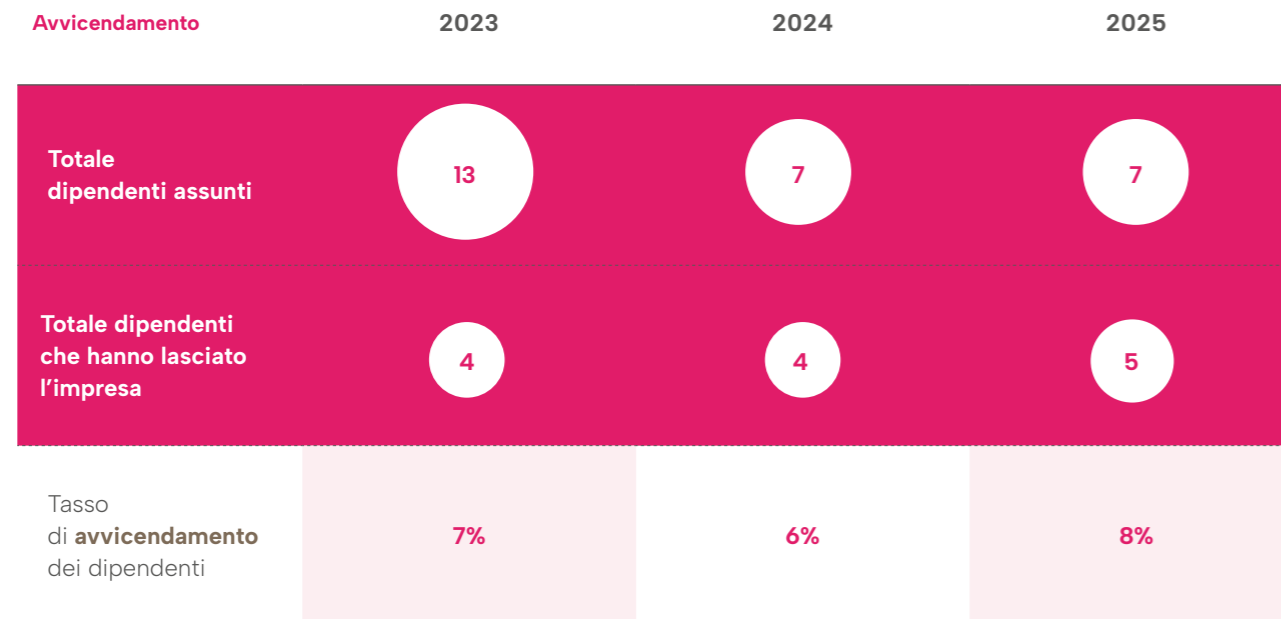 Avvicendamento 2023 2024 2025
Totale
dipendenti assunti
13 7 7
Totale dipendenti
che hanno lasciato
l’impresa
4 4 5
Tasso
di avvicendamento
dei dipendenti
7% 6% 8%